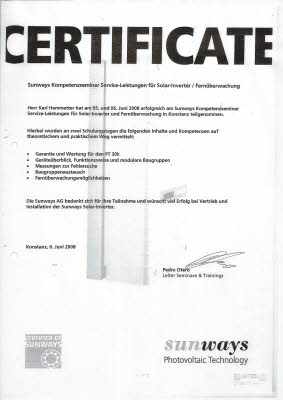 CERTIFICATE
Sunways Kompetenzseminar Service-Leistungen für Solar-Inverter / Fernüberwachung
Herr Karl Hammetter hat am 05. und 06. Juni 2008 erfolgreich am Sunways Kompetenzseminar
Service-Leistungen für Solar-Inverter und Fernüberwachung in Konstanz teilgenommen.
Hierbei wurden an zwei Schulungstagen die folgenden Inhalte und Kompetenzen auf
theoretischem und praktischem Weg vermittelt:
• Garantie und Wartung für den PT 30k
• Geräteüberblick, Funktionsweise und modulare Baugruppen
• Messungen zur Fehlersuche
• Baugruppenaustausch
• Fernüberwachungsmöglichkeiten
Die Sunways AG bedankt sich für Ihre Teilnahme und wünscht viel Erfolg bei Vertrieb und
Installation der Sunways Solar-Inverter.
Konstanz, 6. Juni 2008
Pedro Otero
Leiter Seminare & Trainings
CERTIFIED BY
SUNWAYS
sunways
Photovoltaic Technology